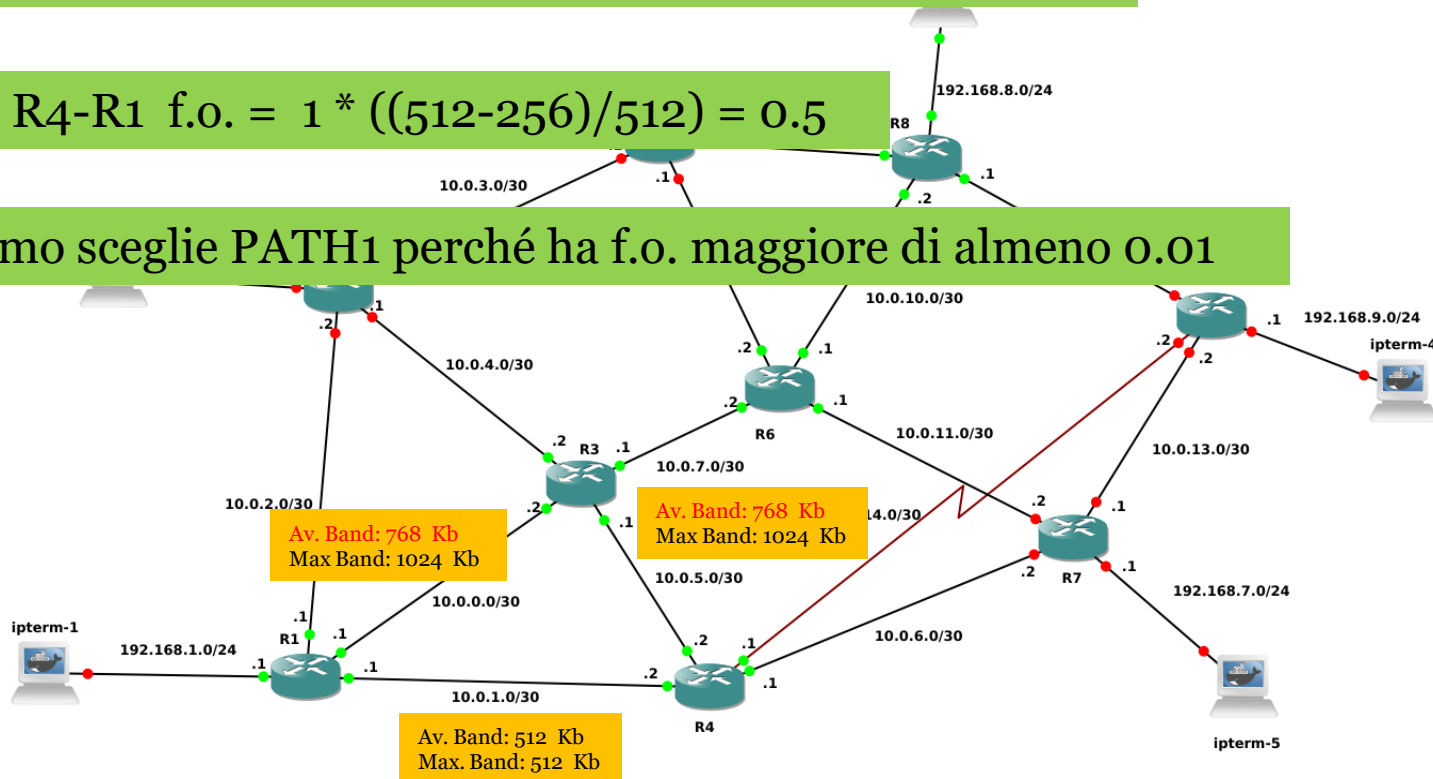 192.168.8.0/24
R4-R1 f.o. = 1 * ((512-256)/512) = 0.5
R8
10.0.3.0/30
.1
.1
.2
mo sceglie PATH1 perché ha f.o. maggiore di almeno 0.01
10.0.10.0/30
.1
.2
.1
192.168.9.0/24
ipterm-4
.2
.1
.2
.2
10.0.4.0/30
.2
.1
R6
10.0.11.0/30
10.0.13.0/30
.2
R3
.1
10.0.7.0/30
10.0.2.0/30
.2
.1
Av. Band: 768 Kb
Max Band: 1024 Kb
Av. Band: 768 Kb
Max Band: 1024 Kb
14.0/30
.2
.1
10.0.5.0/30
.2
R7
.1
192.168.7.0/24
10.0.0.0/30
ipterm-1
.1
R1
.1
192.168.1.0/24
.1
.1
10.0.6.0/30
.2
.1
.2
.1
10.0.1.0/30
R4
Av. Band: 512 Kb
Max. Band: 512 Kb
ipterm-5